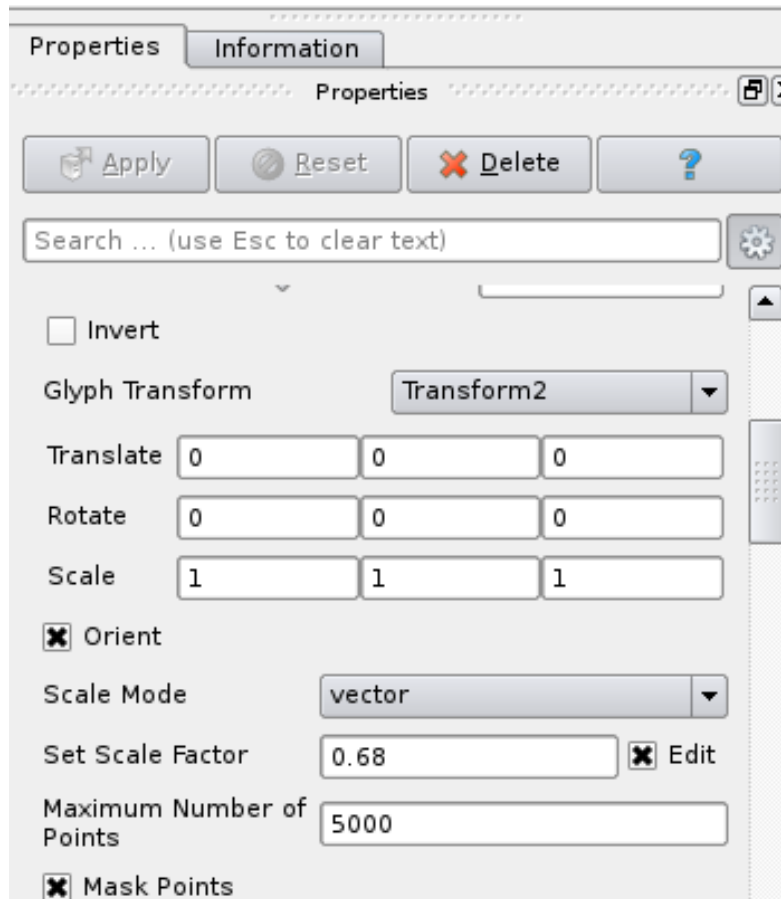 Properties Information
Properties
Apply Reset Delete ?
Search ... (use Esc to clear text)
Invert
Glyph Transform Transform2
Translate 0 0 0
Rotate 0 0 0
Scale 1 1 1
Orient
Scale Mode vector
Set Scale Factor 0.68 Edit
Maximum Number of
Points 5000
Mask Points